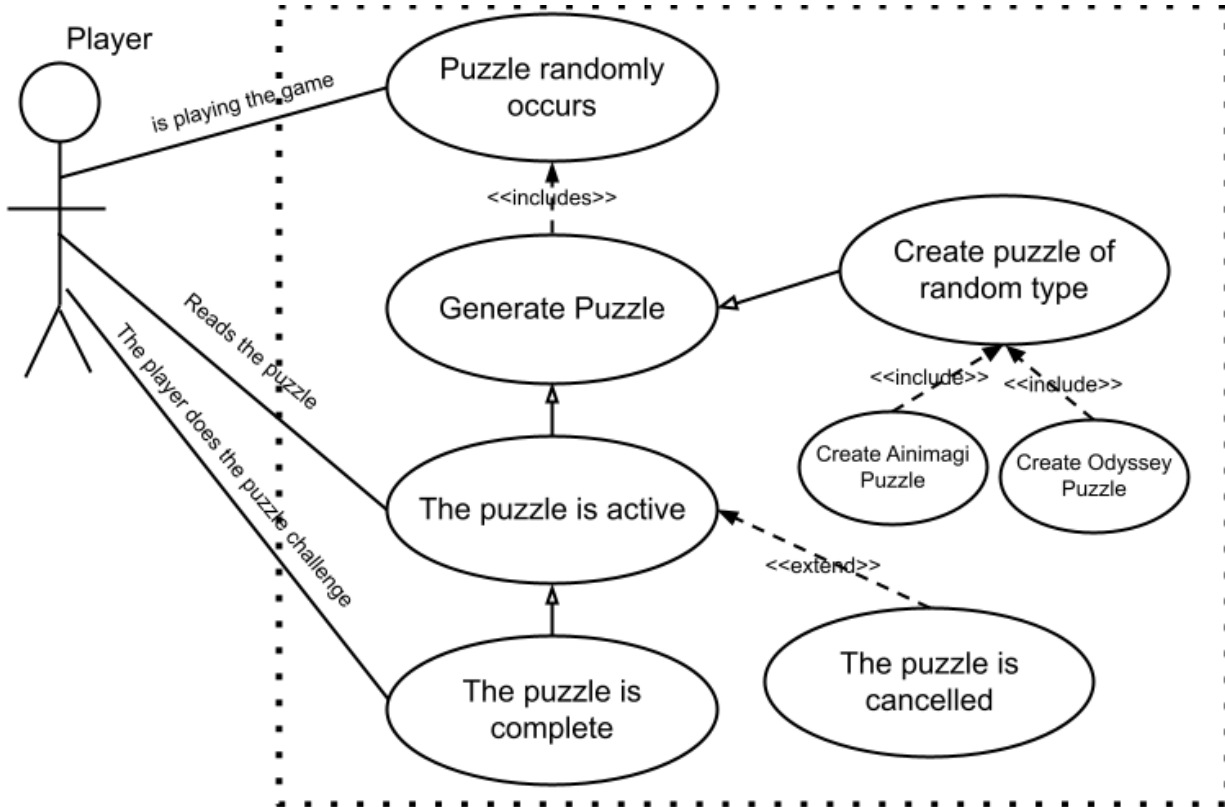 Player
is playing the game
Puzzle randomly
occurs
<<includes>>
Generate Puzzle
Create puzzle of
random type
<<include>>
<<include>>
Create Ainimagi
Puzzle
Create Odyssey
Puzzle
Reads the puzzle
The player does the puzzle challenge
The puzzle is active
<<extend>>
The puzzle is
complete
The puzzle is
cancelled